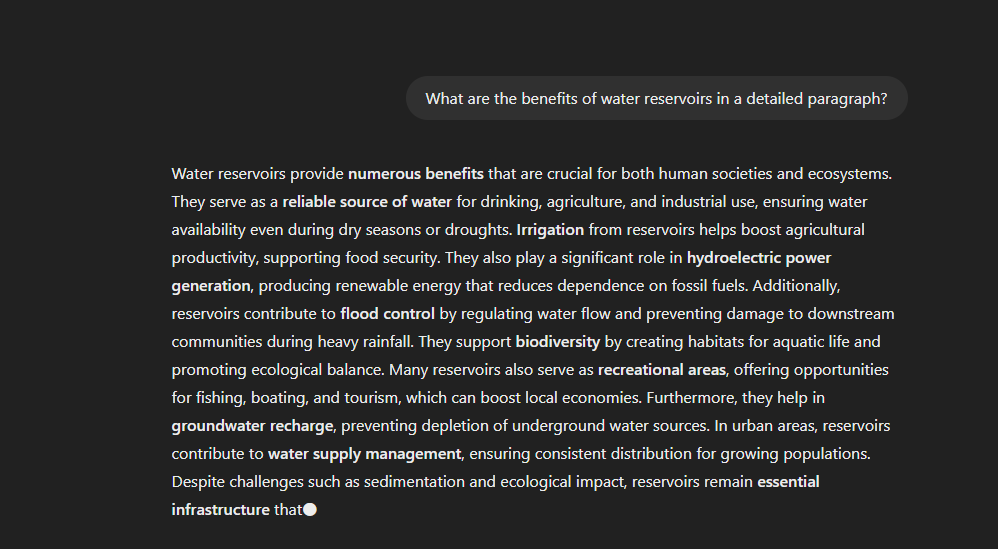 What are the benefits of water reservoirs in a detailed paragraph?
Water reservoirs provide numerous benefits that are crucial for both human societies and ecosystems.
They serve as a reliable source of water for drinking, agriculture, and industrial use, ensuring water
availability even during dry seasons or droughts. Irrigation from reservoirs helps boost agricultural
productivity, supporting food security. They also play a significant role in hydroelectric power
generation, producing renewable energy that reduces dependence on fossil fuels. Additionally,
reservoirs contribute to flood control by regulating water flow and preventing damage to downstream
communities during heavy rainfall. They support biodiversity by creating habitats for aquatic life and
promoting ecological balance. Many reservoirs also serve as recreational areas, offering opportunities
for fishing, boating, and tourism, which can boost local economies. Furthermore, they help in
groundwater recharge, preventing depletion of underground water sources. In urban areas, reservoirs
contribute to water supply management, ensuring consistent distribution for growing populations.
Despite challenges such as sedimentation and ecological impact, reservoirs remain essential
infrastructure that